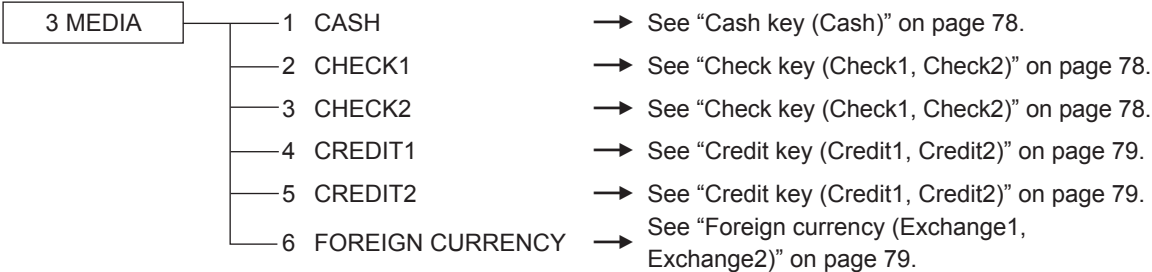 3 MEDIA
1 CASH See “Cash key (Cash)” on page 78.
2 CHECK1 See “Check key (Check1, Check2)” on page 78.
3 CHECK2 See “Check key (Check1, Check2)” on page 78.
4 CREDIT1 See “Credit key (Credit1, Credit2)” on page 79.
5 CREDIT2 See “Credit key (Credit1, Credit2)” on page 79.
6 FOREIGN CURRENCY See “Foreign currency (Exchange1,
Exchange2)” on page 79.